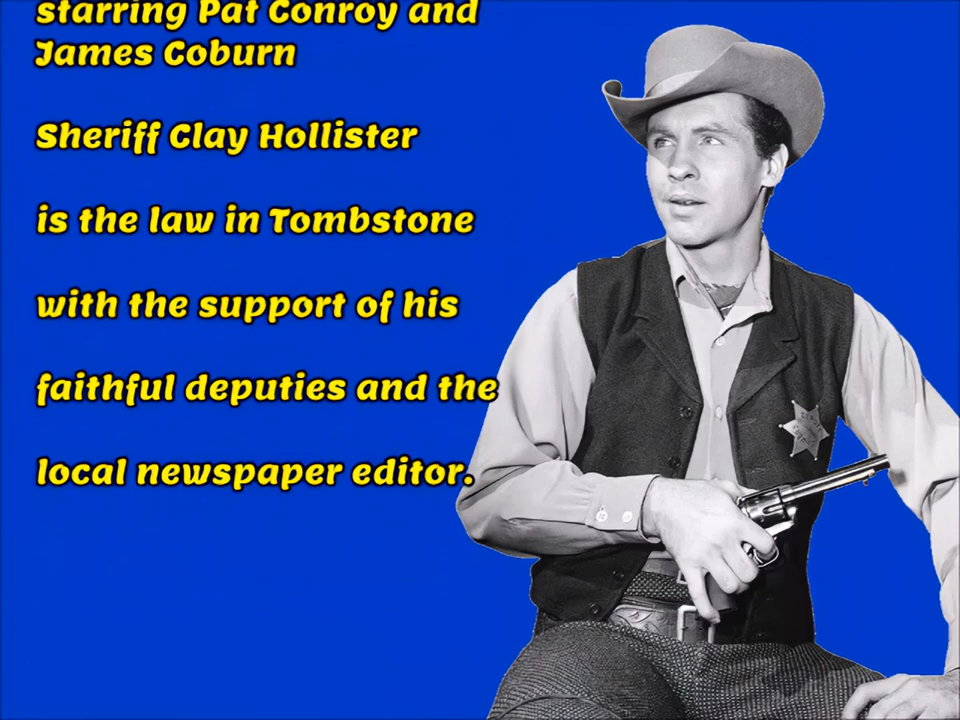 starring Pat Conroy and
James Coburn
Sheriff Clay Hollister
is the law in Tombstone
with the support of his
faithful deputies and the
local newspaper editor.